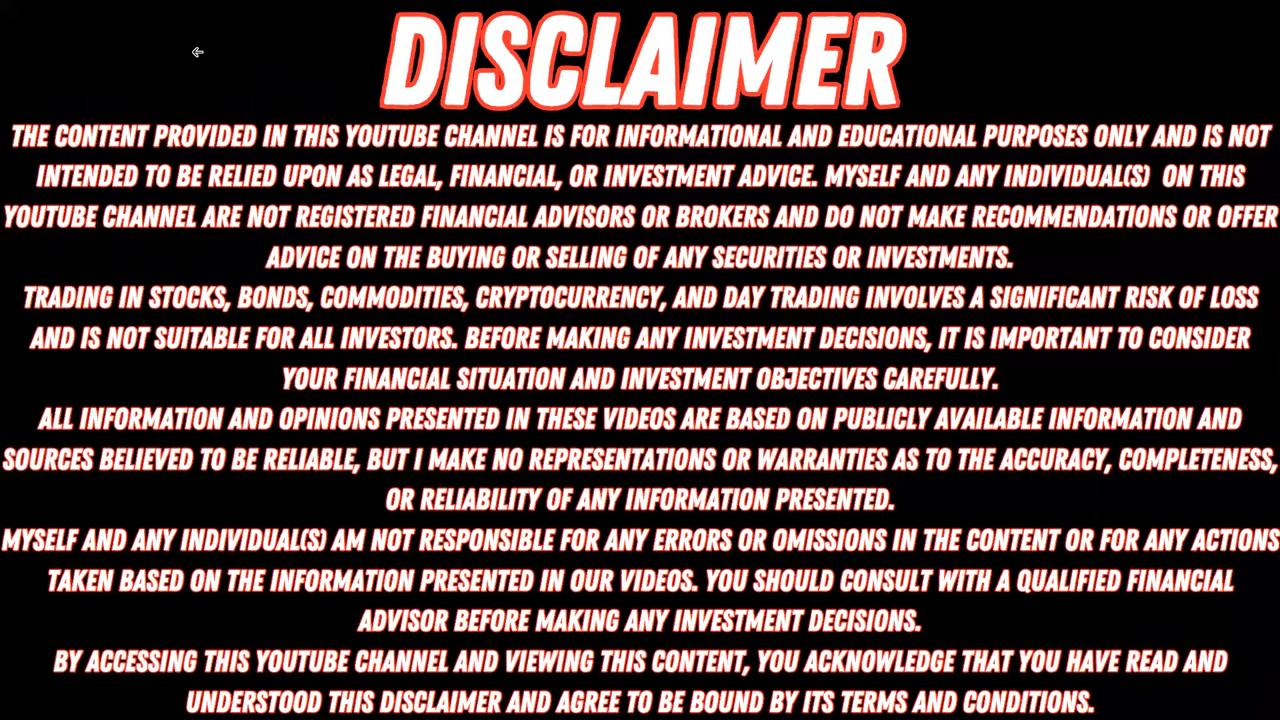 DISCLAIMER
THE CONTENT PROVIDED IN THIS YOUTUBE CHANNEL IS FOR INFORMATIONAL AND EDUCATIONAL PURPOSES ONLY AND IS NOT
INTENDED TO BE RELIED UPON AS LEGAL, FINANCIAL, OR INVESTMENT ADVICE. MYSELF AND ANY INDIVIDUAL(S) ON THIS
YOUTUBE CHANNEL ARE NOT REGISTERED FINANCIAL ADVISORS OR BROKERS AND DO NOT MAKE RECOMMENDATIONS OR OFFER
ADVICE ON THE BUYING OR SELLING OF ANY SECURITIES OR INVESTMENTS.
TRADING IN STOCKS, BONDS, COMMODITIES, CRYPTOCURRENCY, AND DAY TRADING INVOLVES A SIGNIFICANT RISK OF LOSS
AND IS NOT SUITABLE FOR ALL INVESTORS. BEFORE MAKING ANY INVESTMENT DECISIONS, IT IS IMPORTANT TO CONSIDER
YOUR FINANCIAL SITUATION AND INVESTMENT OBJECTIVES CAREFULLY.
ALL INFORMATION AND OPINIONS PRESENTED IN THESE VIDEOS ARE BASED ON PUBLICLY AVAILABLE INFORMATION AND
SOURCES BELIEVED TO BE RELIABLE, BUT I MAKE NO REPRESENTATIONS OR WARRANTIES AS TO THE ACCURACY, COMPLETENESS,
OR RELIABILITY OF ANY INFORMATION PRESENTED.
MYSELF AND ANY INDIVIDUAL(S) AM NOT RESPONSIBLE FOR ANY ERRORS OR OMISSIONS IN THE CONTENT OR FOR ANY ACTIONS
TAKEN BASED ON THE INFORMATION PRESENTED IN OUR VIDEOS. YOU SHOULD CONSULT WITH A QUALIFIED FINANCIAL
ADVISOR BEFORE MAKING ANY INVESTMENT DECISIONS.
BY ACCESSING THIS YOUTUBE CHANNEL AND VIEWING THIS CONTENT, YOU ACKNOWLEDGE THAT YOU HAVE READ AND
UNDERSTOOD THIS DISCLAIMER AND AGREE TO BE BOUND BY ITS TERMS AND CONDITIONS.